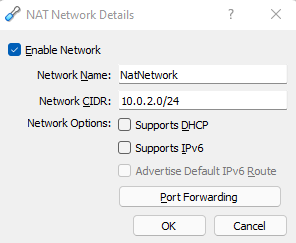 NAT Network Details
?
Enable Network
Network Name: NatNetwork
Network CIDR: 10.0.2.0/24
Network Options: Supports DHCP
Supports IPv6
Advertise Default IPv6 Route
Port Forwarding
OK Cancel